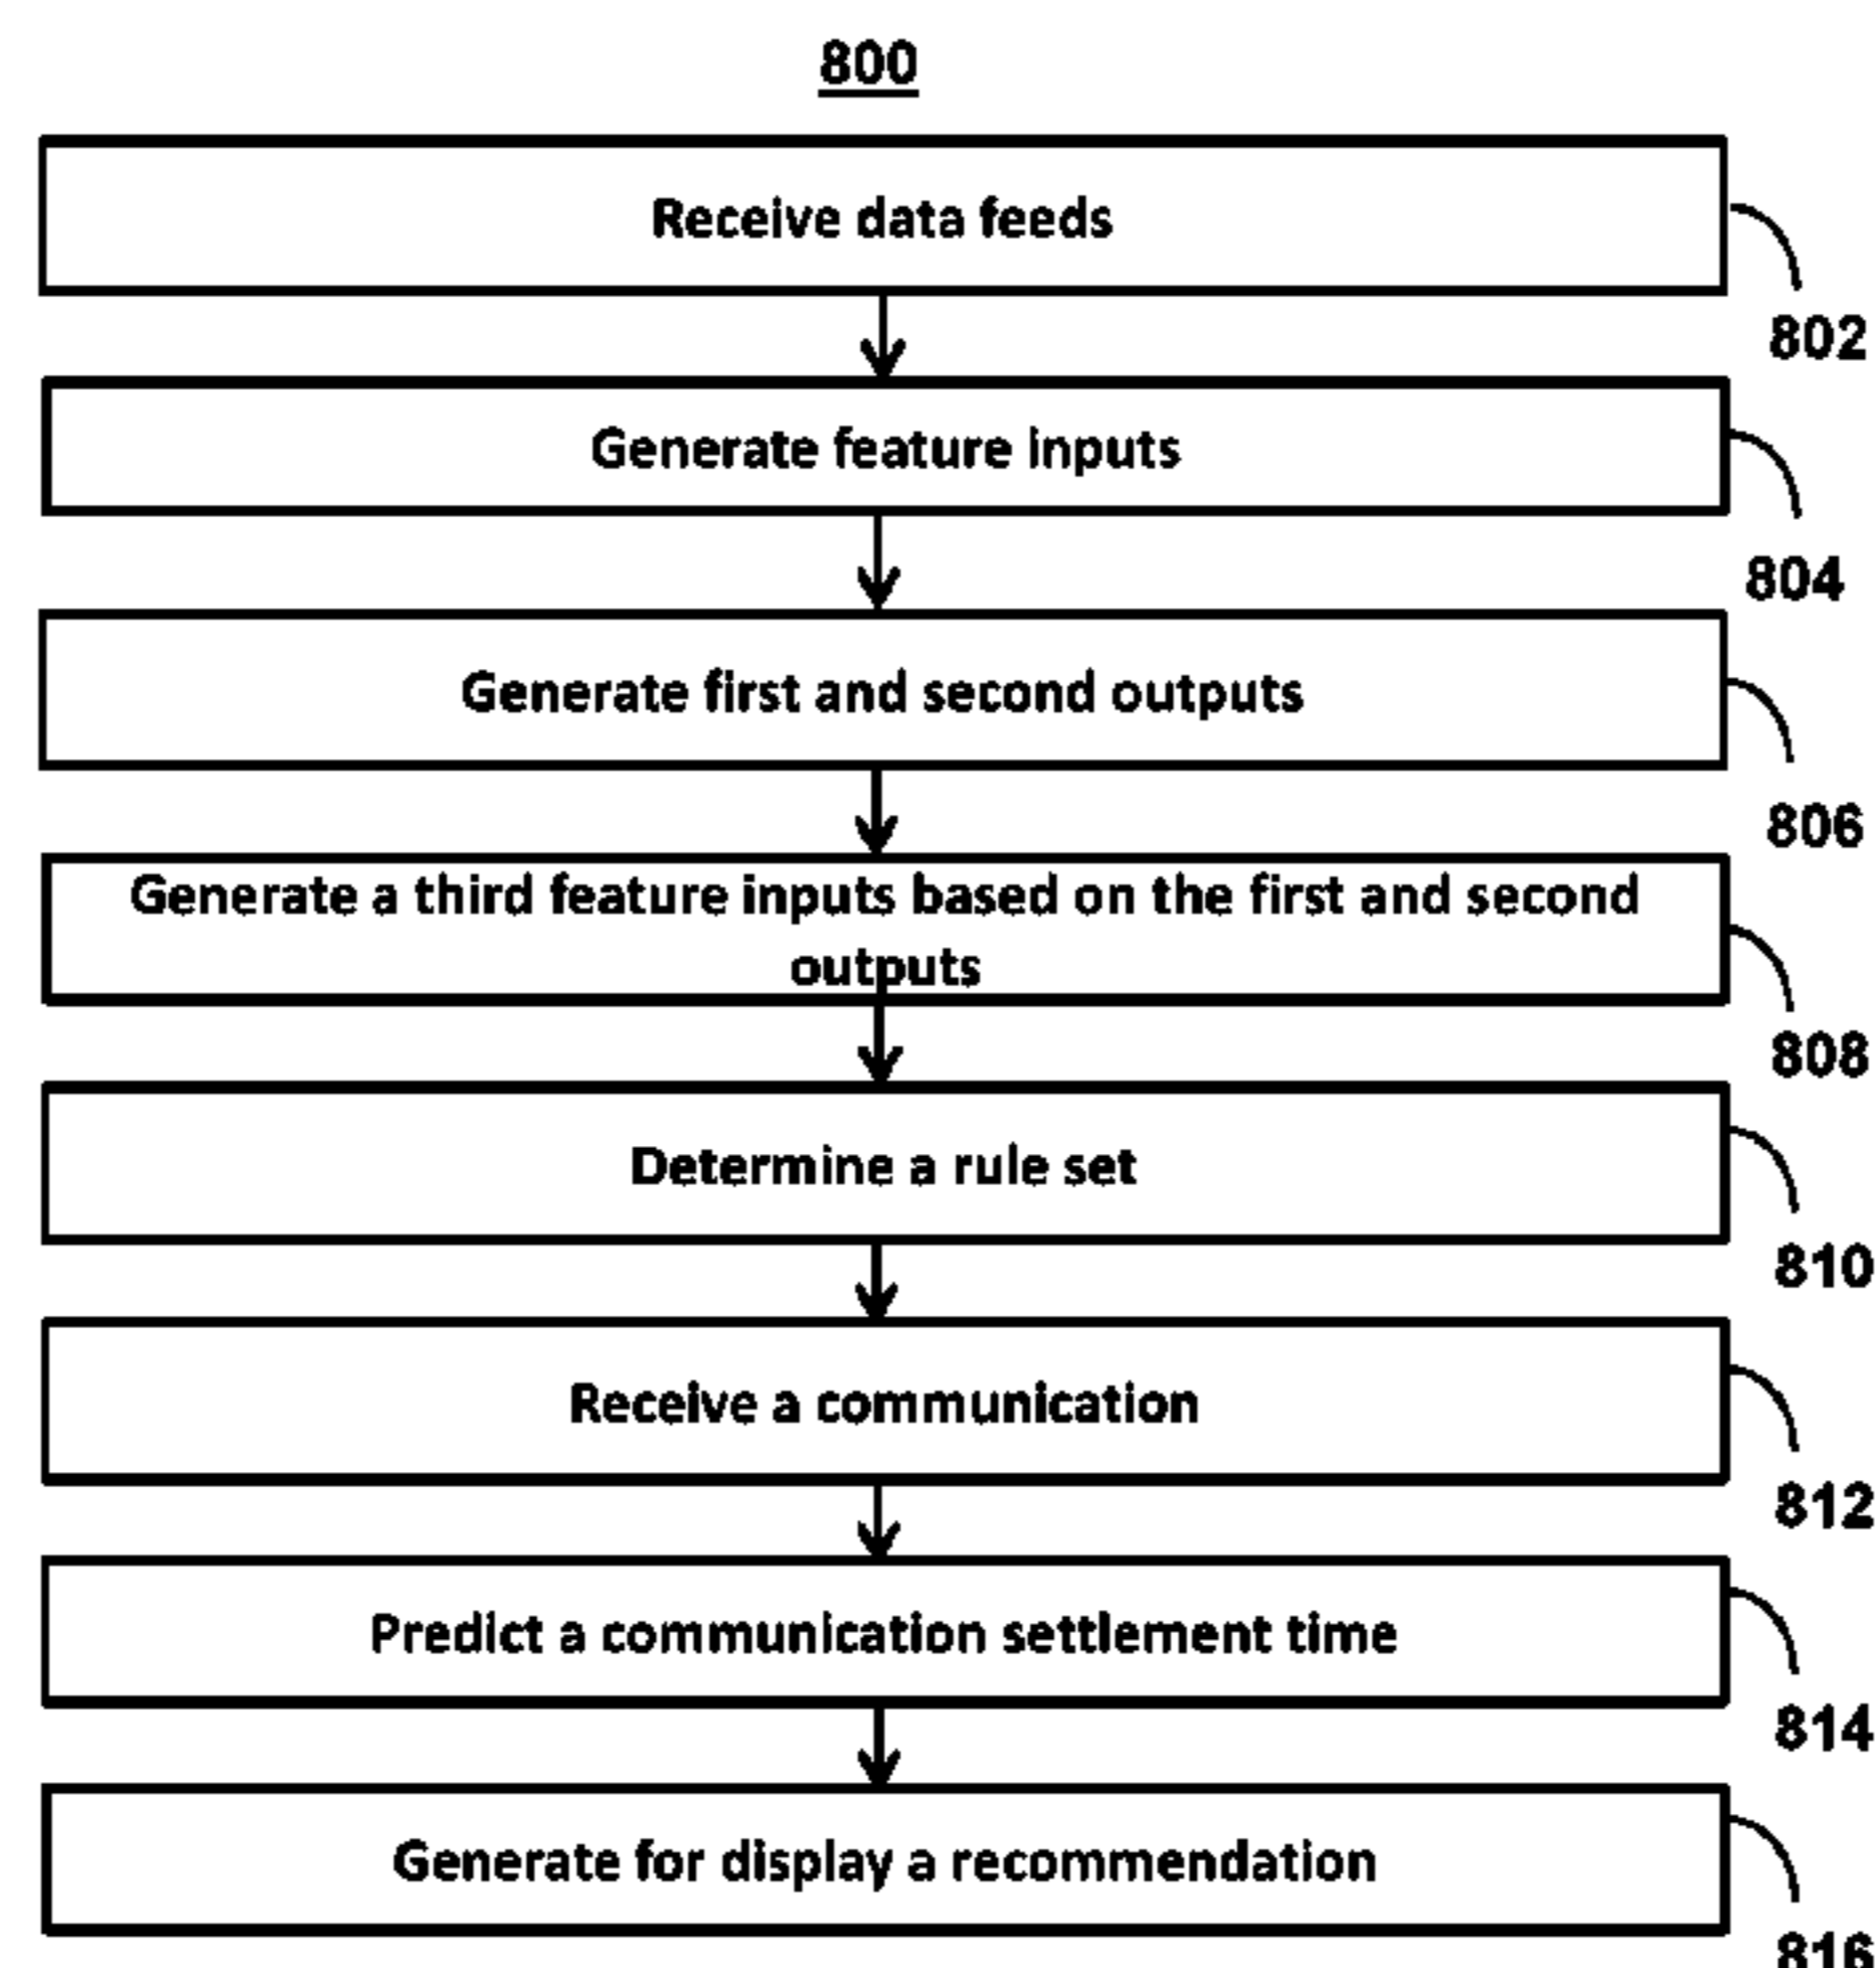 800
Receive data feeds
802
Generate feature inputs
804
Generate first and second outputs
806
Generate a third feature inputs based on the first and second
outputs
808
Determine a rule set
810
Receive a communication
812
Predict a communication settlement time
814
Generate for display a recommendation
816